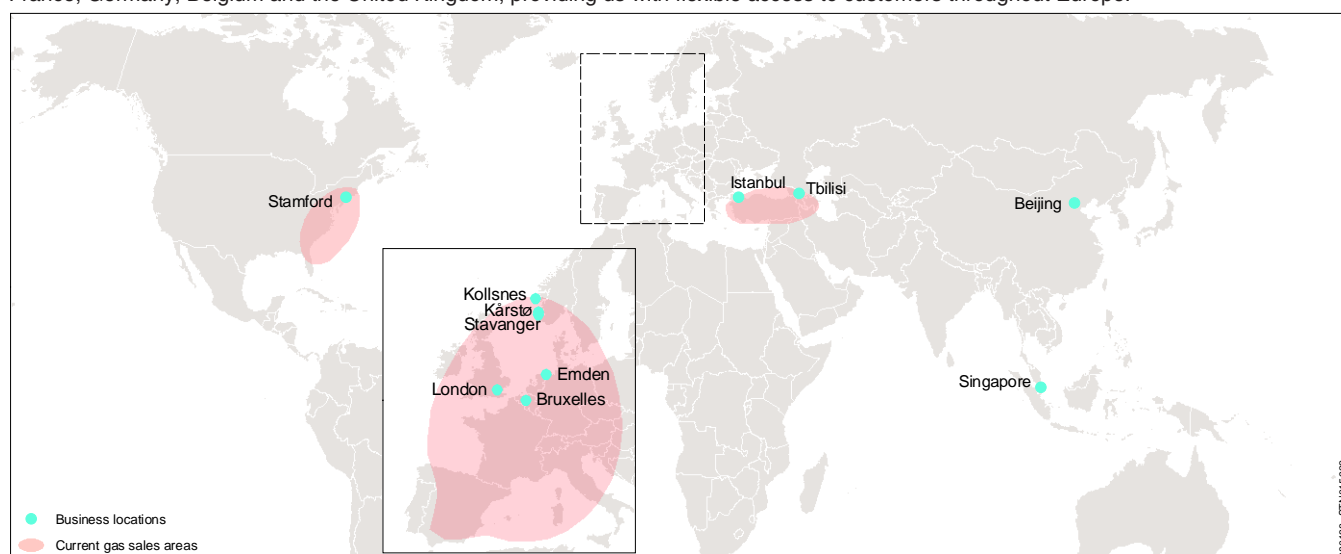 France, Germany, Belgium and the United Kingdom, providing us with flexible access to customers throughout Europe.
Istanbul
Tbilisi
Stamford
Beijing
Kollsnes
Kårstø
Stavanger
Emden
London
Bruxelles
Singapore
Business locations
Current gas sales areas